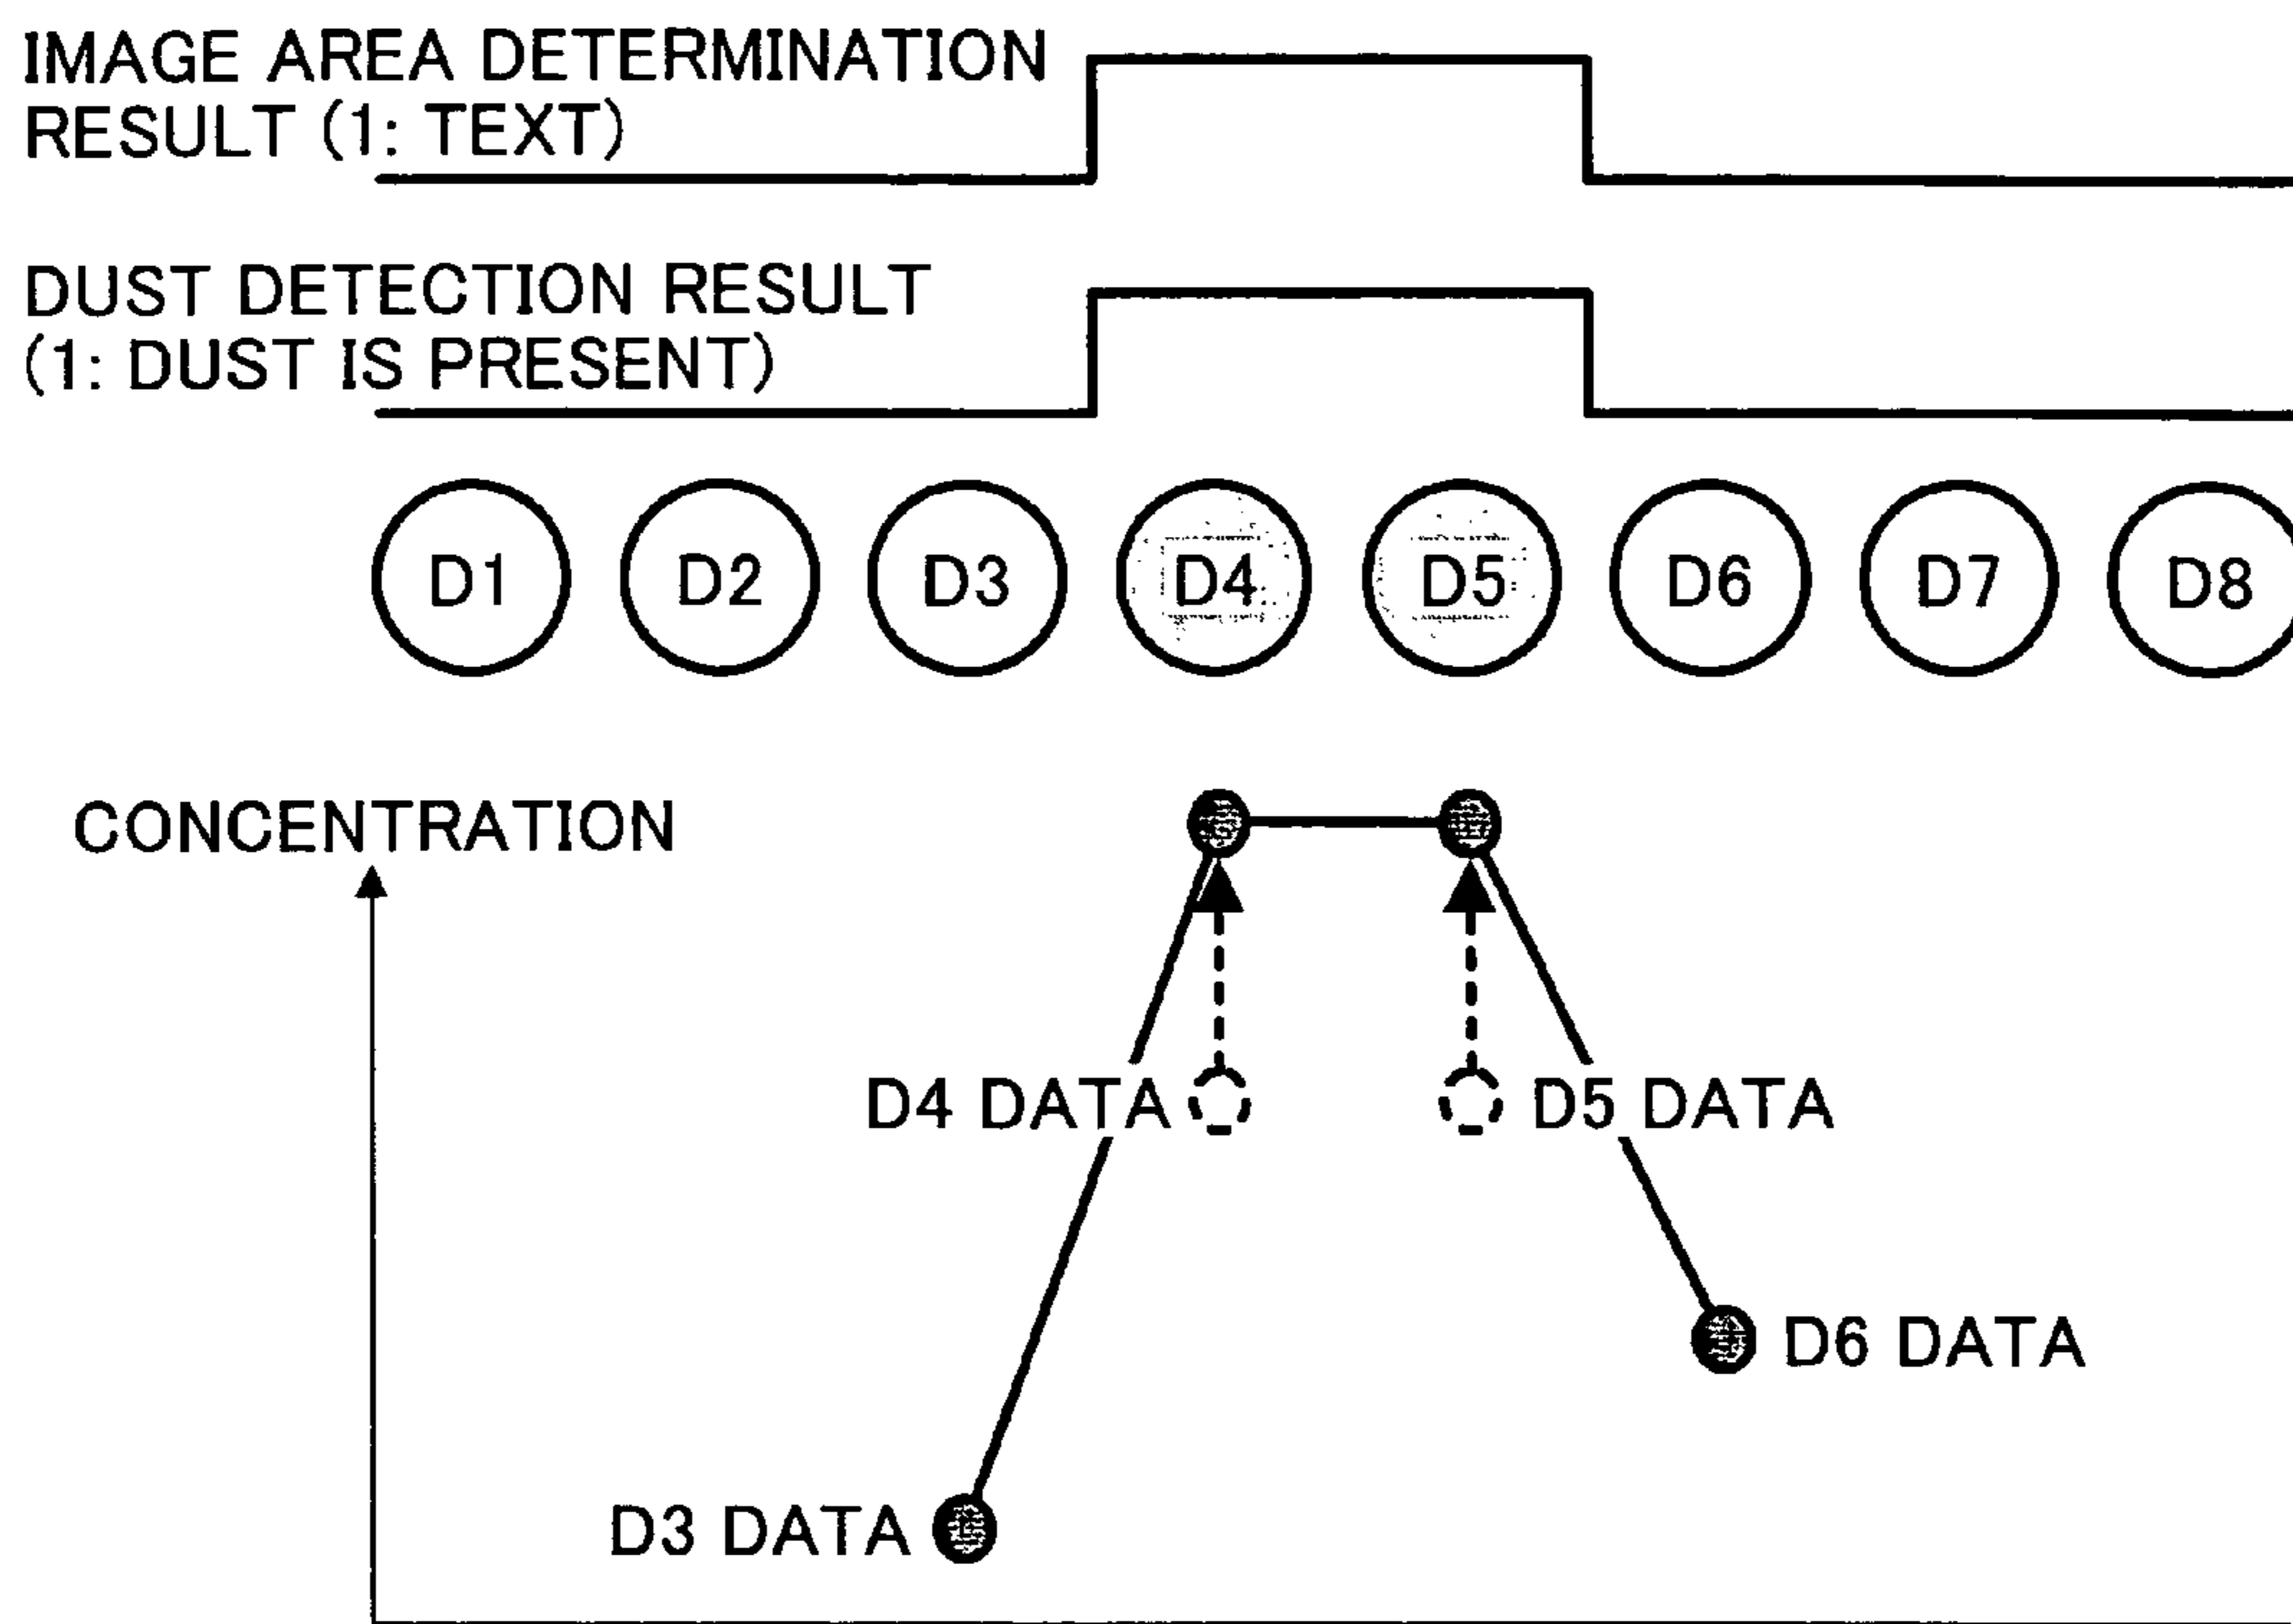 IMAGE AREA DETERMINATION
RESULT (1: TEXT)
DUST DETECTION RESULT
(1: DUST IS PRESENT)
D1 D2 D3 D4 D5 D6 D7 D8
CONCENTRATION
D4 DATA D5 DATA
D6 DATA
D3 DATA